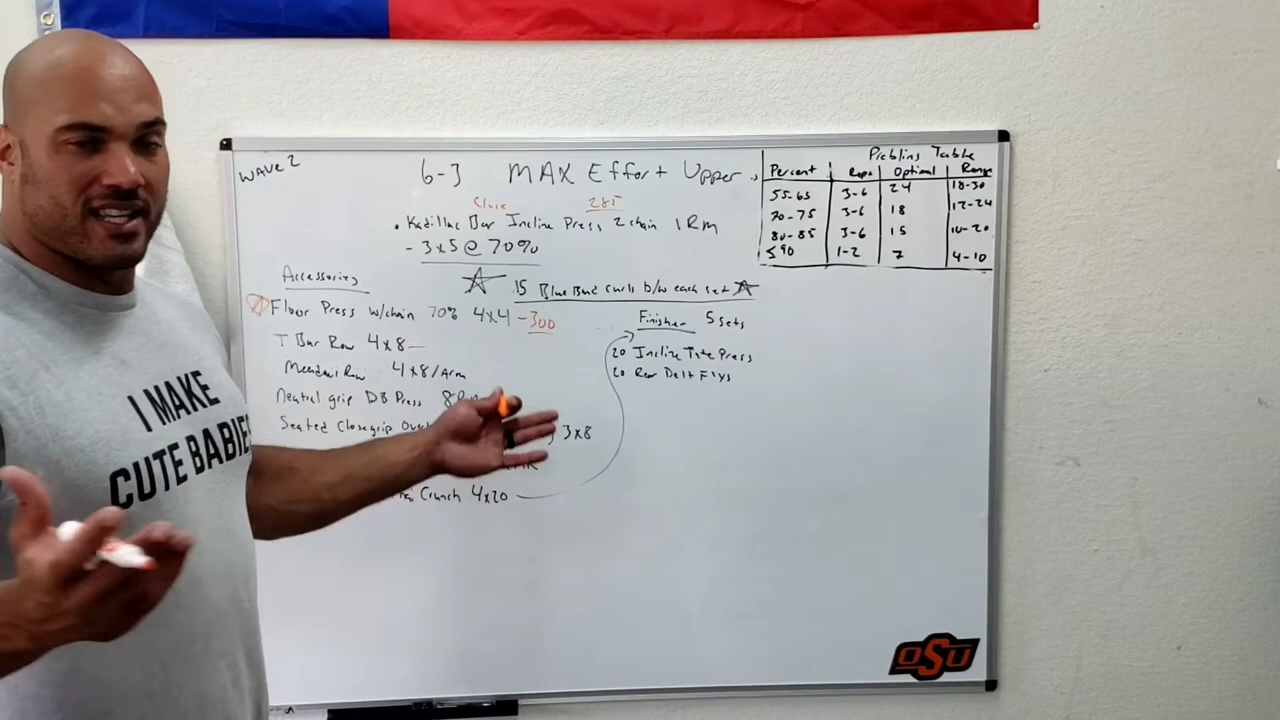 WAVE 2
6-3 MAX Effort Upper
Close 285
• Kadillac Bar Incline Press 2 chain 1RM
- 3x5 @ 70%
15 Blue Band curls b/w each set
Accessories
Floor Press w/chain 70% 4x4 - 300
T Bar Row 4x8
Meadows Row 4x8/Arm
Neutral grip DB Press
Seated Closegrip
3x8
Crunch 4x20
Finisher 5 sets
20 Incline Tate Press
20 Rear Delt Flys
Table
Percent Reps Optimal Range
55-65 3-6 24 18-30
70-75 3-6 18 12-24
80-85 3-6 15 10-20
≤90 1-2 7 4-10
I MAKE
CUTE BABIES
OSU